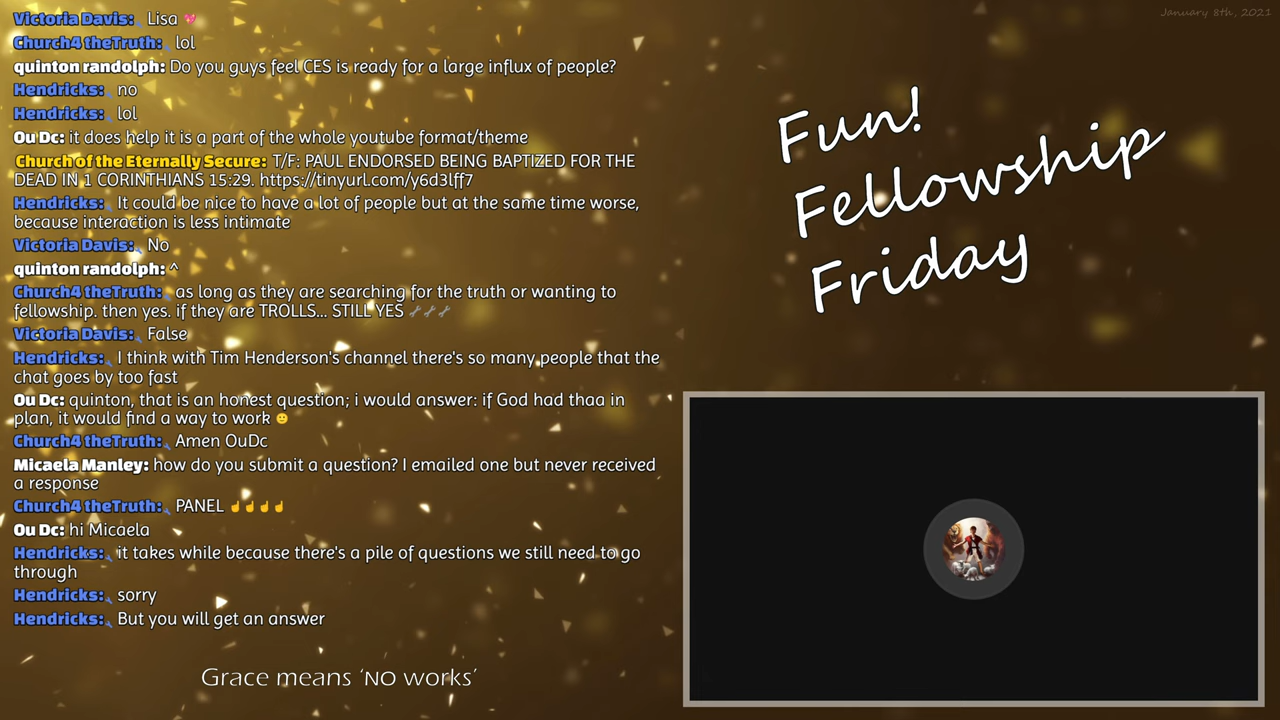 Victoria Davis: Lisa 💘
Church4 theTruth: lol
quinton randolph: Do you guys feel CES is ready for a large influx of people?
Hendricks: no
Hendricks: lol
Ou Dc: it does help it is a part of the whole youtube format/theme
Church of the Eternally Secure: T/F: PAUL ENDORSED BEING BAPTIZED FOR THE
DEAD IN 1 CORINTHIANS 15:29. https://tinyurl.com/y6d3lff7
Hendricks: It could be nice to have a lot of people but at the same time worse,
because interaction is less intimate
Victoria Davis: No
quinton randolph: ^
Church4 theTruth: as long as they are searching for the truth or wanting to
fellowship. then yes. if they are TROLLS... STILL YES 🔧🔧🔧
Victoria Davis: False
Hendricks: I think with Tim Henderson's channel there's so many people that the
chat goes by too fast
Ou Dc: quinton, that is an honest question; i would answer: if God had thaa in
plan, it would find a way to work 🙂
Church4 theTruth: Amen OuDc
Micaela Manley: how do you submit a question? I emailed one but never received
a response
Church4 theTruth: PANEL ☝☝☝☝
Ou Dc: hi Micaela
Hendricks: it takes while because there's a pile of questions we still need to go
through
Hendricks: sorry
Hendricks: But you will get an answer
Grace means ‘NO works’
January 8th, 2021
Fun!
Fellowship
Friday